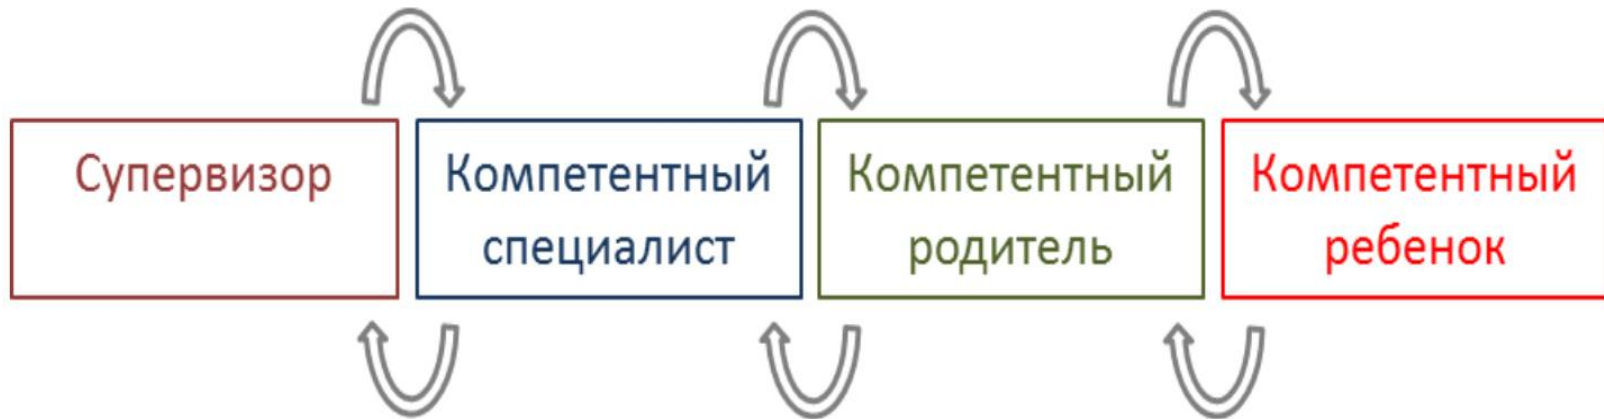 Супервизор
Компетентный
специалист
Компетентный
родитель
Компетентный
ребенок